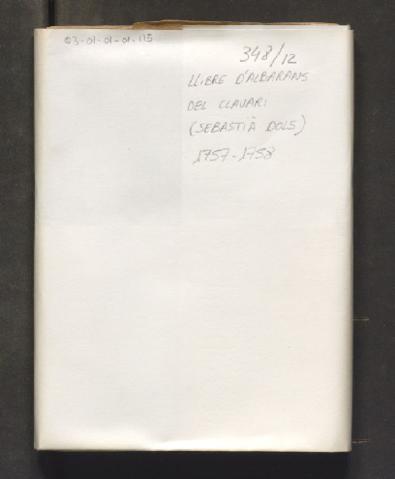 03-01-01-01-115
348/12
LLIBRE D'ALBARANS
DEL CLAVARI
(SEBASTIÀ DOLS)
1757-1758